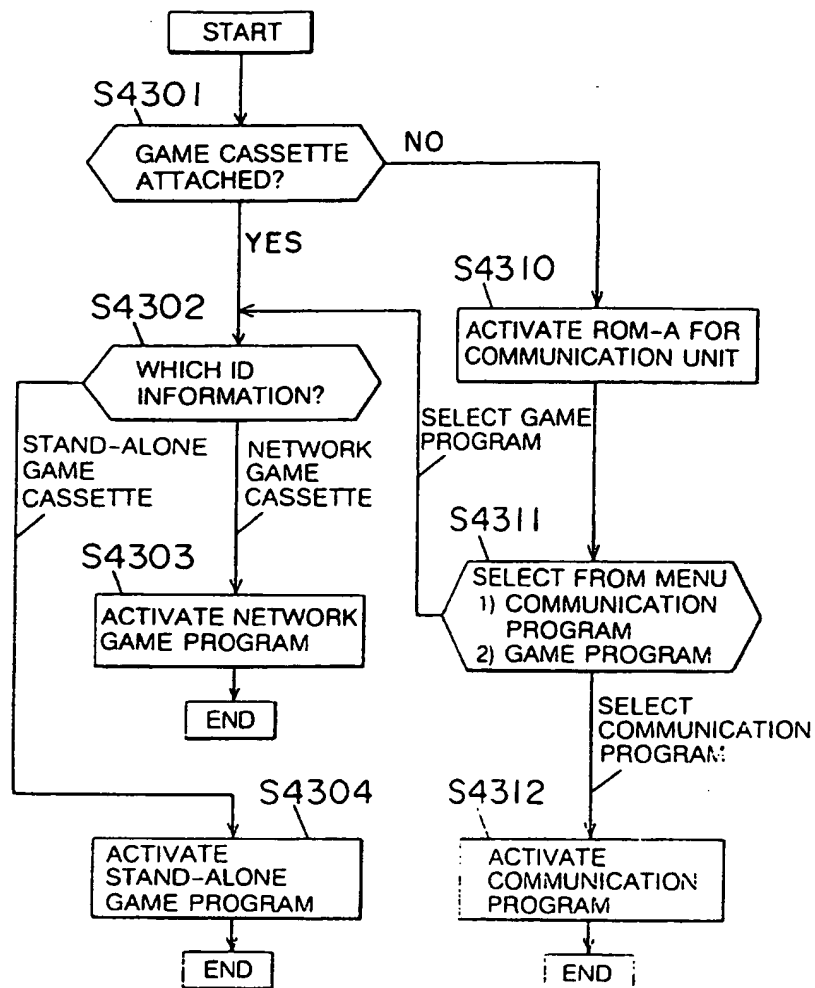 START
S4301
GAME CASSETTE
ATTACHED?
NO
YES
S4310
ACTIVATE ROM-A FOR
COMMUNICATION UNIT
S4302
WHICH ID
INFORMATION?
SELECT GAME
PROGRAM
STAND-ALONE
GAME
CASSETTE
NETWORK
GAME
CASSETTE
S4311
SELECT FROM MENU
1) COMMUNICATION
PROGRAM
2) GAME PROGRAM
S4303
ACTIVATE NETWORK
GAME PROGRAM
END
SELECT
COMMUNICATION
PROGRAM
S4304
ACTIVATE
STAND-ALONE
GAME PROGRAM
END
S4312
ACTIVATE
COMMUNICATION
PROGRAM
END